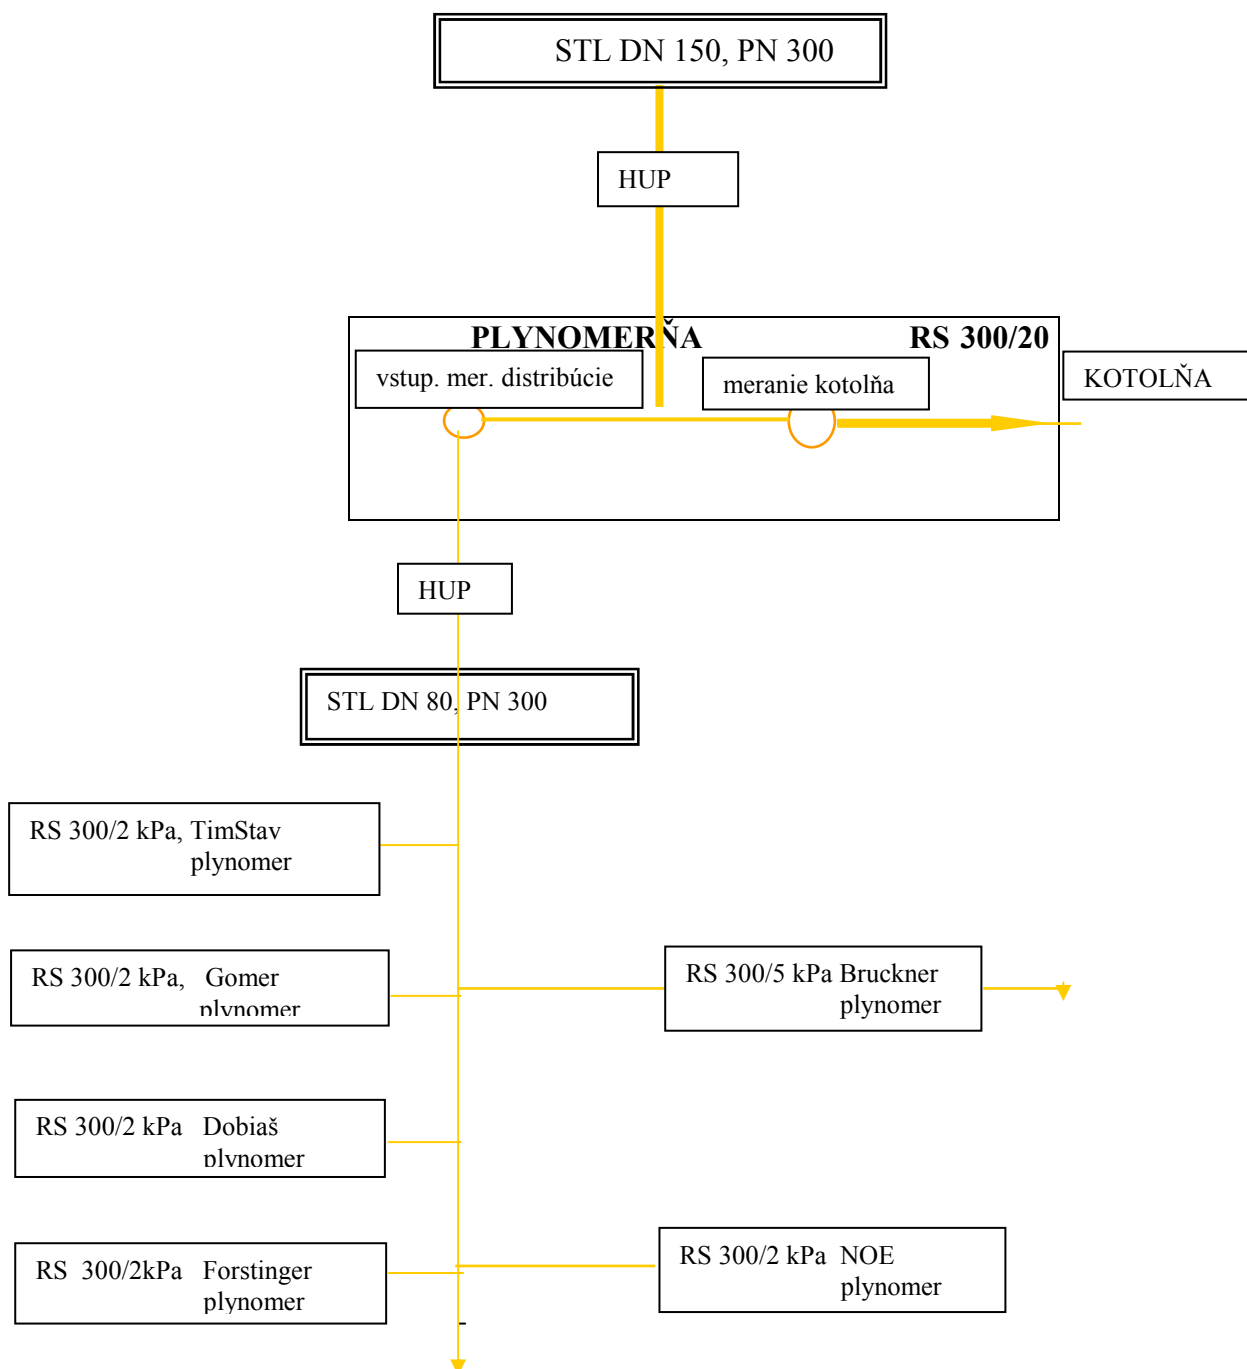 STL DN 150, PN 300
HUP
PLYNOMERŇA RS 300/20
vstup. mer. distribúcie
meranie kotolňa
KOTOLŇA
HUP
STL DN 80, PN 300
RS 300/2 kPa, TimStav
plynomer
RS 300/2 kPa, Gomer
plynomer
RS 300/5 kPa Bruckner
plynomer
RS 300/2 kPa Dobiaš
plynomer
RS 300/2kPa Forstinger
plynomer
RS 300/2 kPa NOE
plynomer